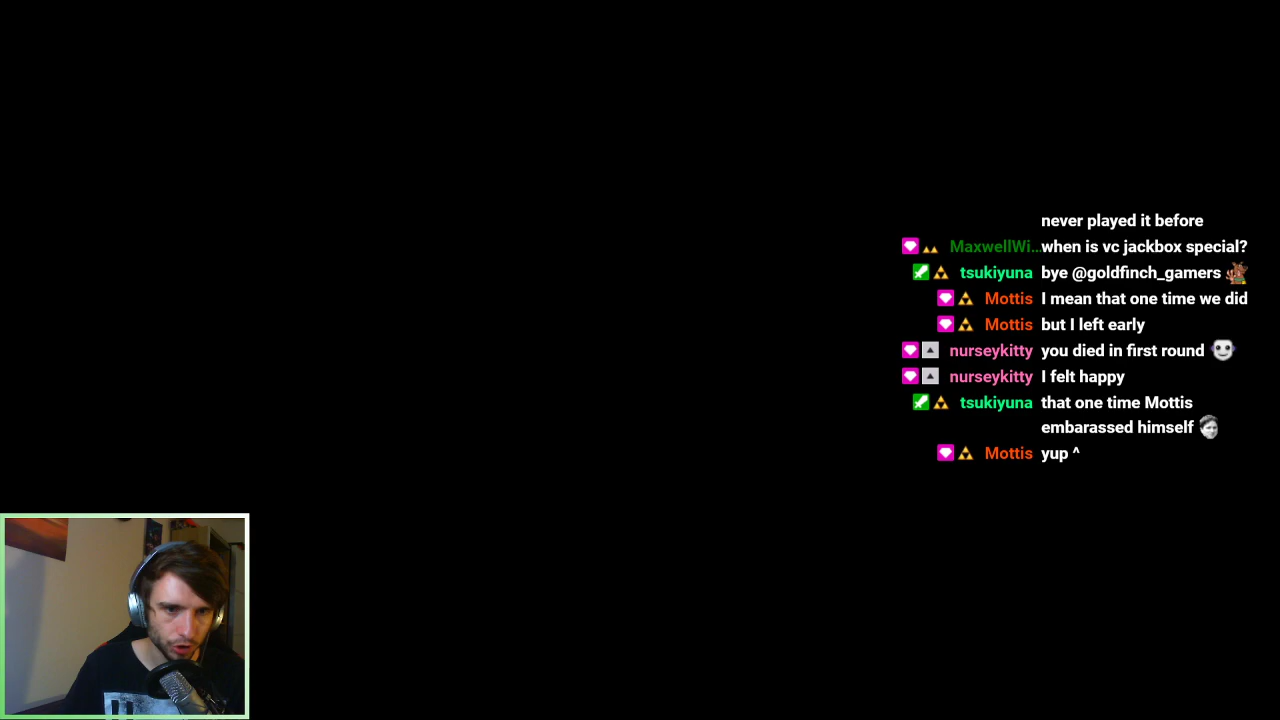 never played it before
MaxwellWi... when is vc jackbox special?
tsukiyuna bye @goldfinch_gamers
Mottis I mean that one time we did
Mottis but I left early
nurseykitty you died in first round
nurseykitty I felt happy
tsukiyuna that one time Mottis
embarassed himself
Mottis yup ^